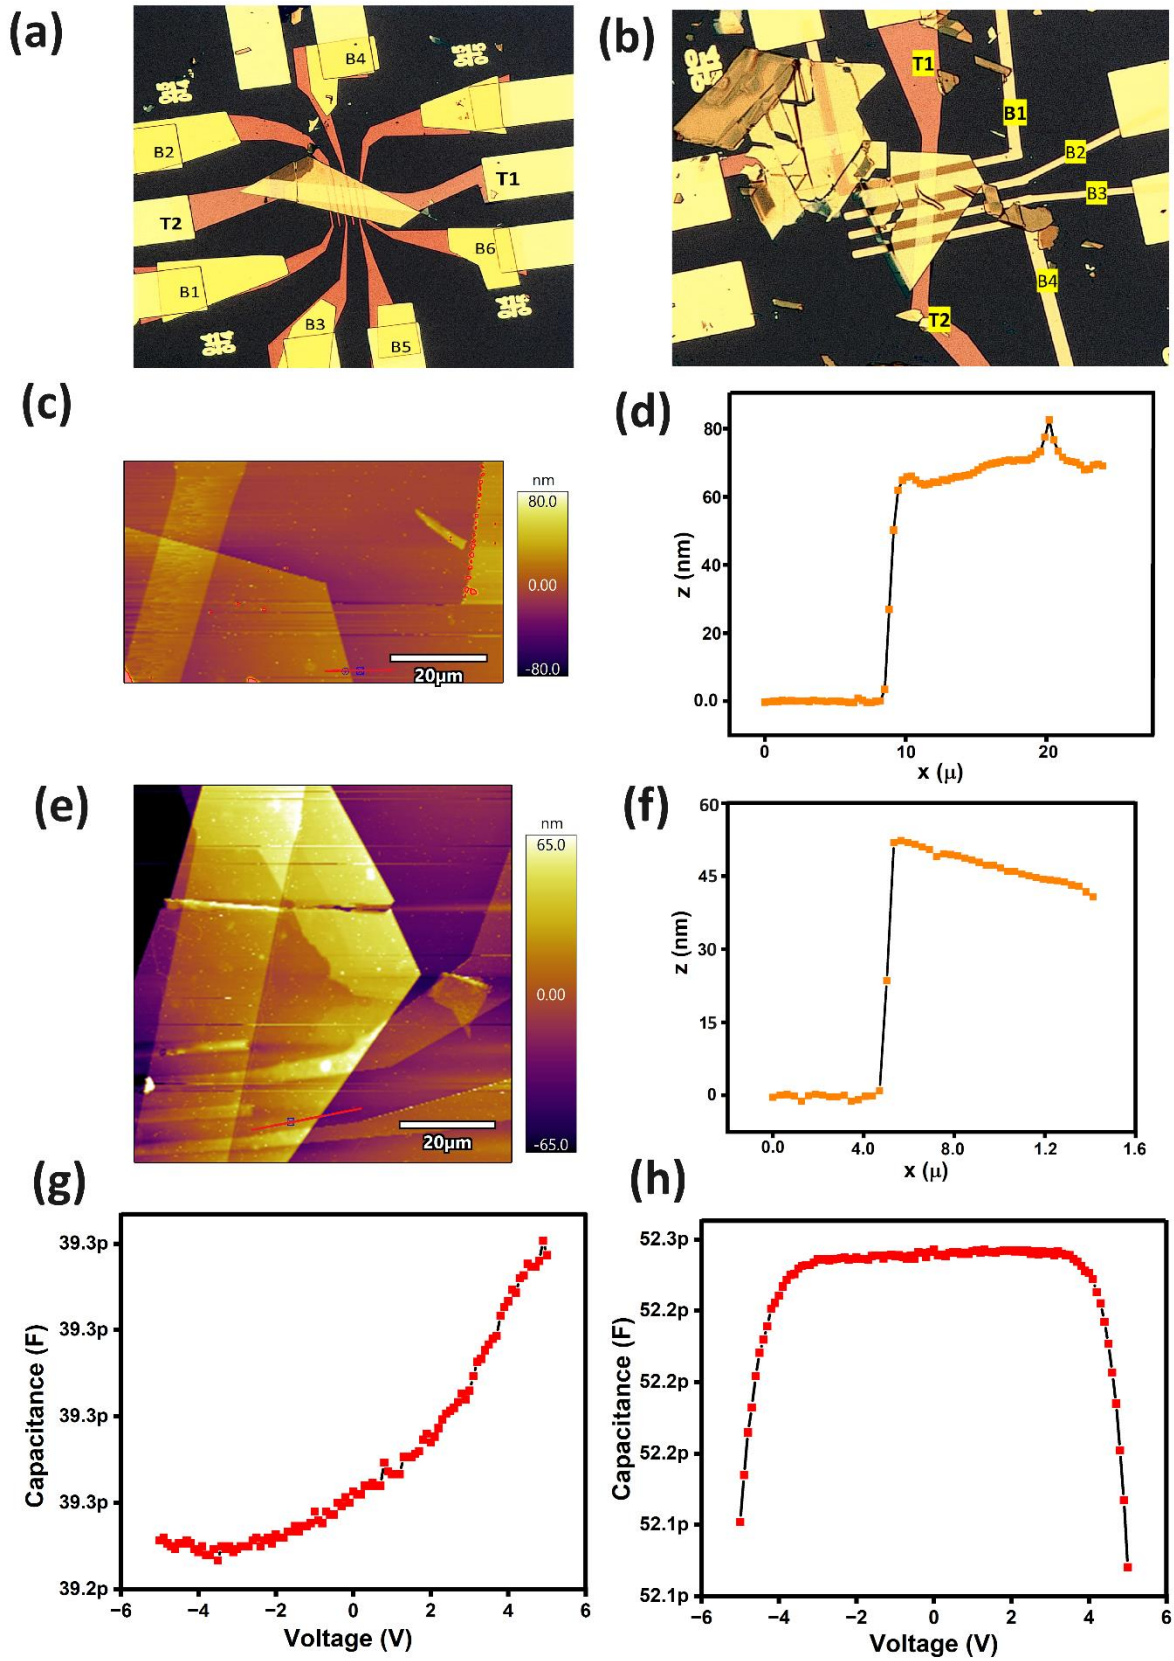 (a)
B4
B2
T1
T2
B6
B1
B3
B5
(b)
T1
B1
B2
B3
B4
T2
(c)
nm
80.0
0.00
-80.0
20μm
(d)
80
60
40
20
0.0
z (nm)
0
10
20
x (μ)
(e)
nm
65.0
0.00
-65.0
20μm
(f)
60
45
30
15
0
z (nm)
0.0
4.0
8.0
1.2
1.6
x (μ)
(g)
39.3p
39.3p
39.3p
39.3p
39.2p
Capacitance (F)
−6
−4
−2
0
2
4
6
Voltage (V)
(h)
52.3p
52.2p
52.2p
52.2p
52.1p
52.1p
Capacitance (F)
−6
−4
−2
0
2
4
6
Voltage (V)